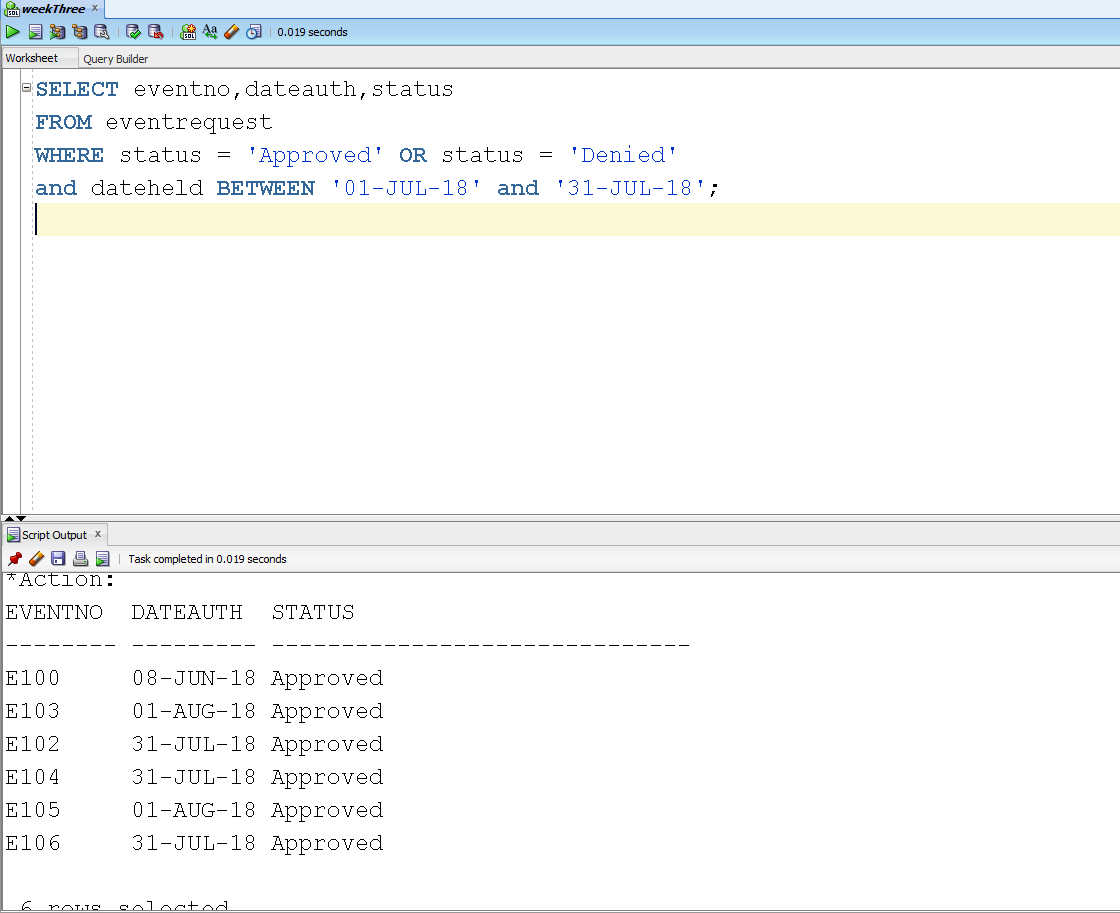 weekThree x
0.019 seconds
Worksheet Query Builder
SELECT eventno,dateauth,status
FROM eventrequest
WHERE status = 'Approved' OR status = 'Denied'
and dateheld BETWEEN '01-JUL-18' and '31-JUL-18';
Script Output x
Task completed in 0.019 seconds
*Action:
EVENTNO DATEAUTH STATUS
-------- --------- ------------------------------
E100 08-JUN-18 Approved
E103 01-AUG-18 Approved
E102 31-JUL-18 Approved
E104 31-JUL-18 Approved
E105 01-AUG-18 Approved
E106 31-JUL-18 Approved
6 rows selected